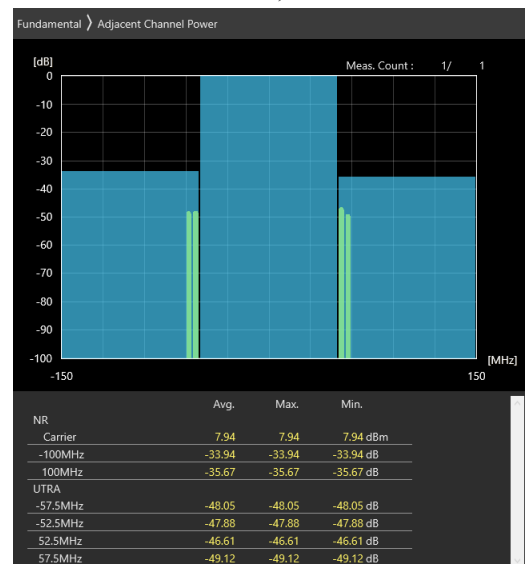 Fundamental 〉 Adjacent Channel Power
[dB]
Meas. Count : 1/ 1
0
-10
-20
-30
-40
-50
-60
-70
-80
-90
-100
[MHz]
-150 150
Avg. Max. Min.
NR
Carrier 7.94 7.94 7.94 dBm
-100MHz -33.94 -33.94 -33.94 dB
100MHz -35.67 -35.67 -35.67 dB
UTRA
-57.5MHz -48.05 -48.05 -48.05 dB
-52.5MHz -47.88 -47.88 -47.88 dB
52.5MHz -46.61 -46.61 -46.61 dB
57.5MHz -49.12 -49.12 -49.12 dB